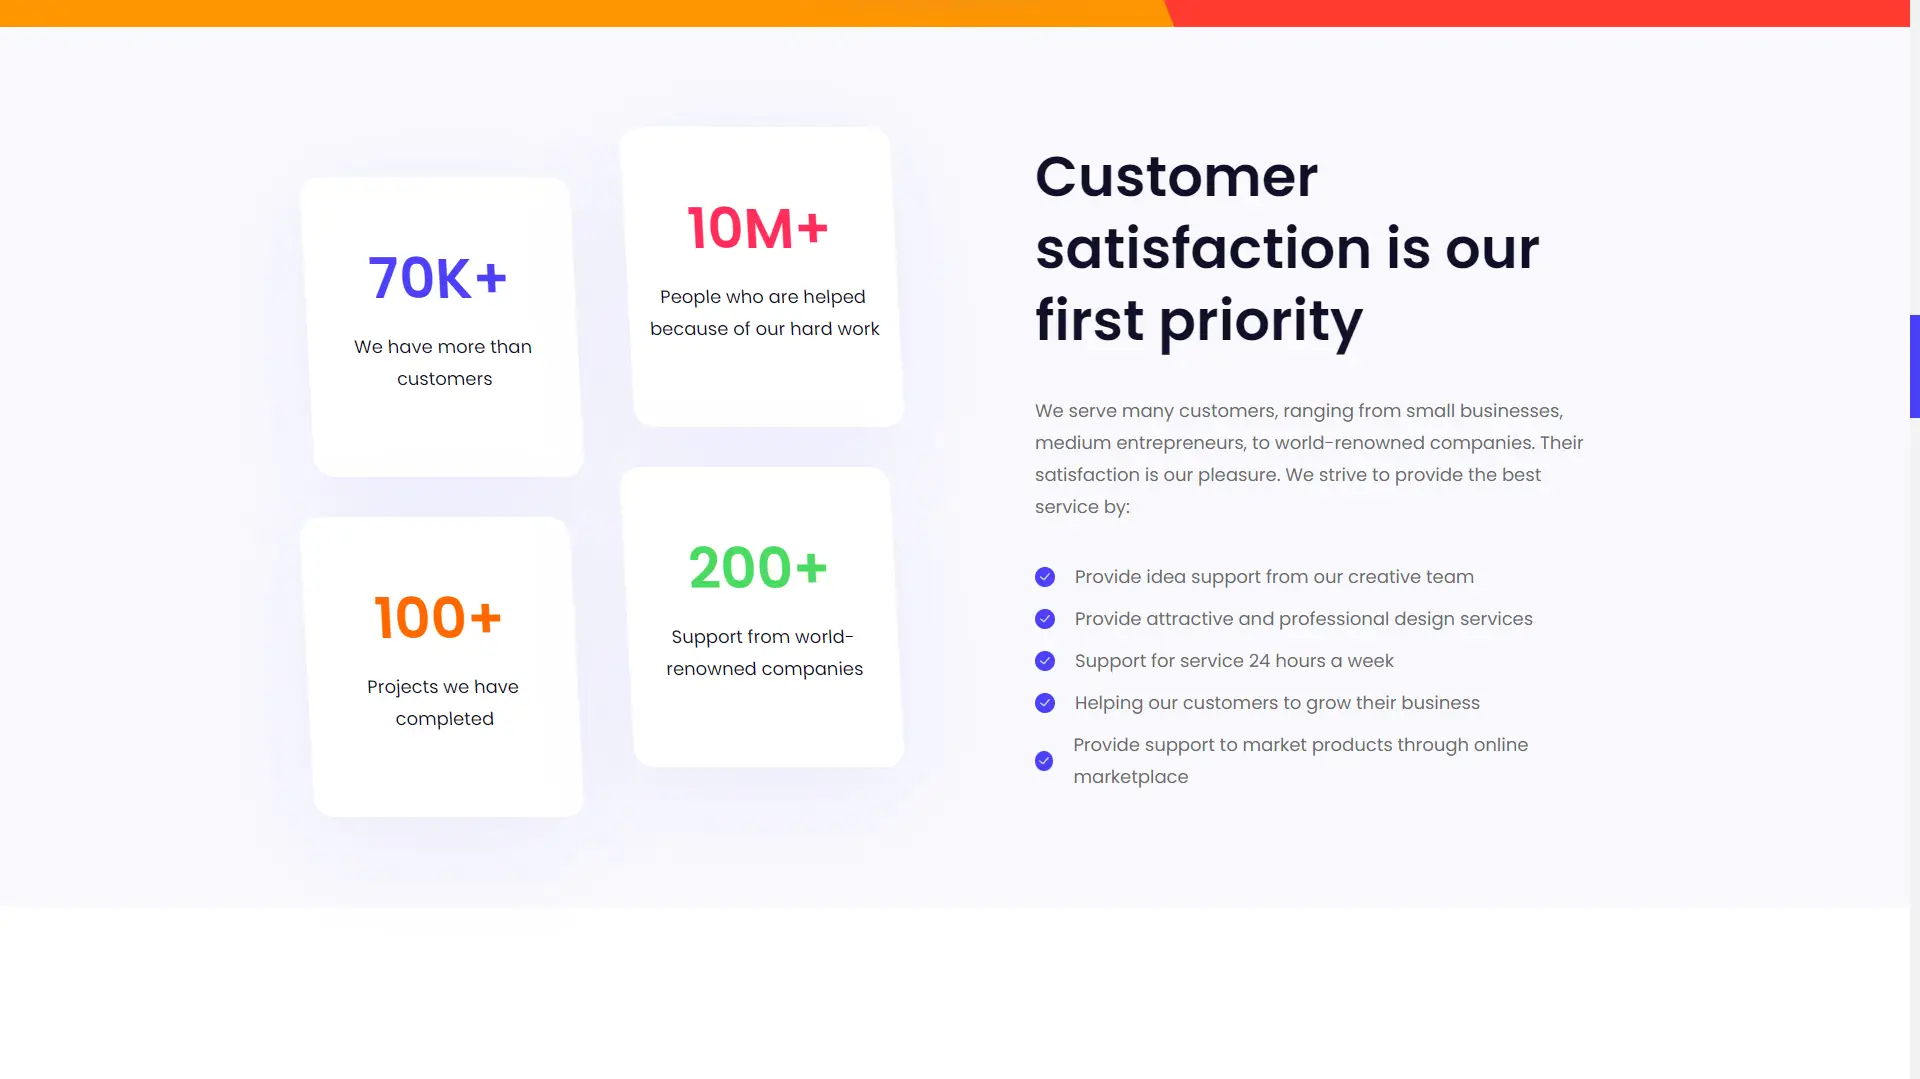 70K+
We have more than
customers
10M+
People who are helped
because of our hard work
100+
Projects we have
completed
200+
Support from world-
renowned companies
Customer
satisfaction is our
first priority
We serve many customers, ranging from small businesses,
medium entrepreneurs, to world-renowned companies. Their
satisfaction is our pleasure. We strive to provide the best
service by:
Provide idea support from our creative team
Provide attractive and professional design services
Support for service 24 hours a week
Helping our customers to grow their business
Provide support to market products through online
marketplace